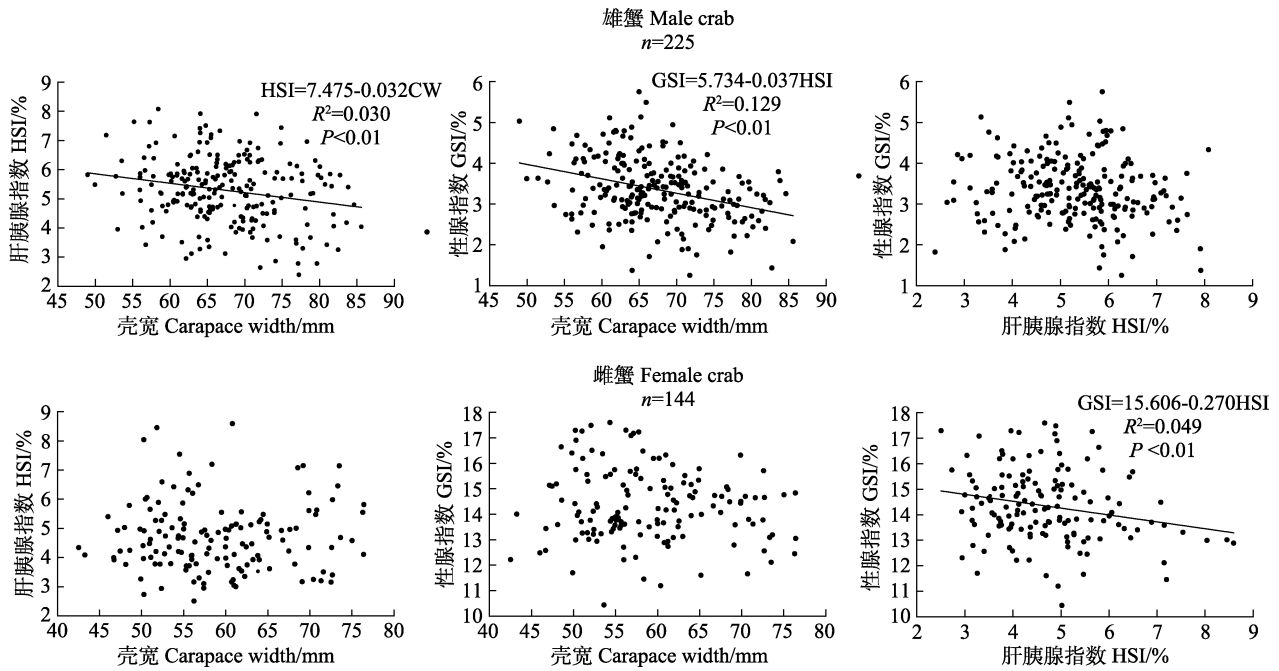 雄蟹 Male crab
n=225
HSI=7.475-0.032CW
R²=0.030
P<0.01
肝胰腺指数 HSI/%
9
8
7
6
5
4
3
2
45 50 55 60 65 70 75 80 85 90
壳宽 Carapace width/mm
GSI=5.734-0.037HSI
R²=0.129
P<0.01
性腺指数 GSI/%
6
5
4
3
2
1
45 50 55 60 65 70 75 80 85 90
壳宽 Carapace width/mm
性腺指数 GSI/%
6
5
4
3
2
1
2 3 4 5 6 7 8 9
肝胰腺指数 HSI/%
雌蟹 Female crab
n=144
肝胰腺指数 HSI/%
9
8
7
6
5
4
3
2
40 45 50 55 60 65 70 75 80
壳宽 Carapace width/mm
性腺指数 GSI/%
18
17
16
15
14
13
12
11
10
40 45 50 55 60 65 70 75 80
壳宽 Carapace width/mm
GSI=15.606-0.270HSI
R²=0.049
P <0.01
性腺指数 GSI/%
18
17
16
15
14
13
12
11
10
2 3 4 5 6 7 8 9
肝胰腺指数 HSI/%